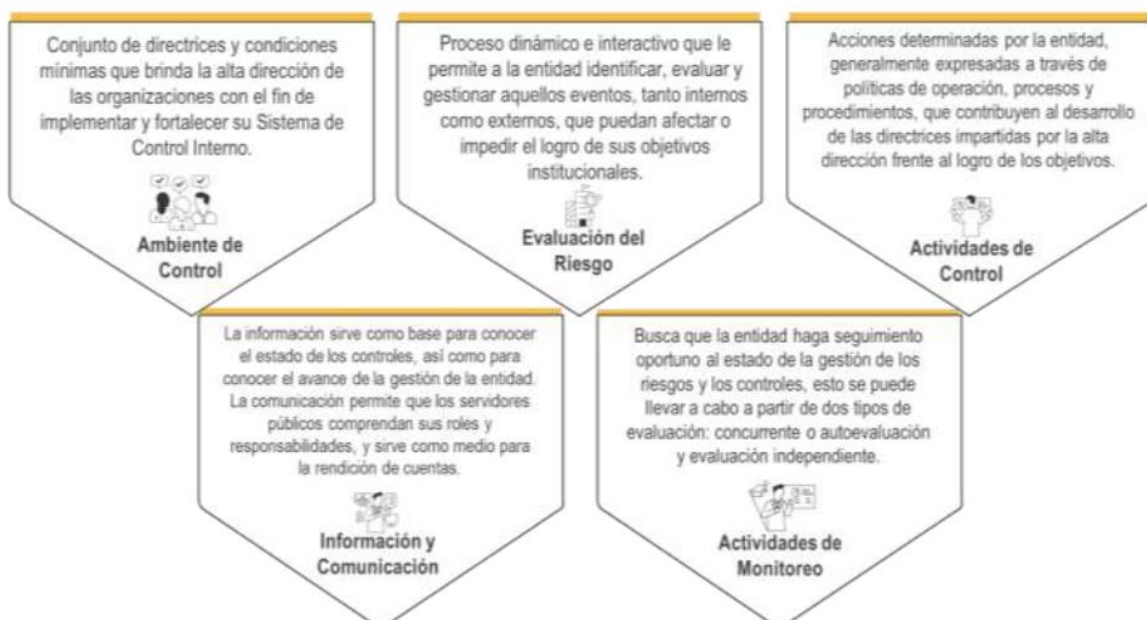 Conjunto de directrices y condiciones
mínimas que brinda la alta dirección de
las organizaciones con el fin de
implementar y fortalecer su Sistema de
Control Interno.
Ambiente de
Control
Proceso dinámico e interactivo que le
permite a la entidad identificar, evaluar y
gestionar aquellos eventos, tanto internos
como externos, que puedan afectar o
impedir el logro de sus objetivos
institucionales.
Evaluación del
Riesgo
Acciones determinadas por la entidad,
generalmente expresadas a través de
políticas de operación, procesos y
procedimientos, que contribuyen al desarrollo
de las directrices impartidas por la alta
dirección frente al logro de los objetivos.
Actividades de
Control
La información sirve como base para conocer
el estado de los controles, así como para
conocer el avance de la gestión de la entidad.
La comunicación permite que los servidores
públicos comprendan sus roles y
responsabilidades, y sirve como medio para
la rendición de cuentas.
Información y
Comunicación
Busca que la entidad haga seguimiento
oportuno al estado de la gestión de los
riesgos y los controles, esto se puede
llevar a cabo a partir de dos tipos de
evaluación: concurrente o autoevaluación
y evaluación independiente.
Actividades de
Monitoreo